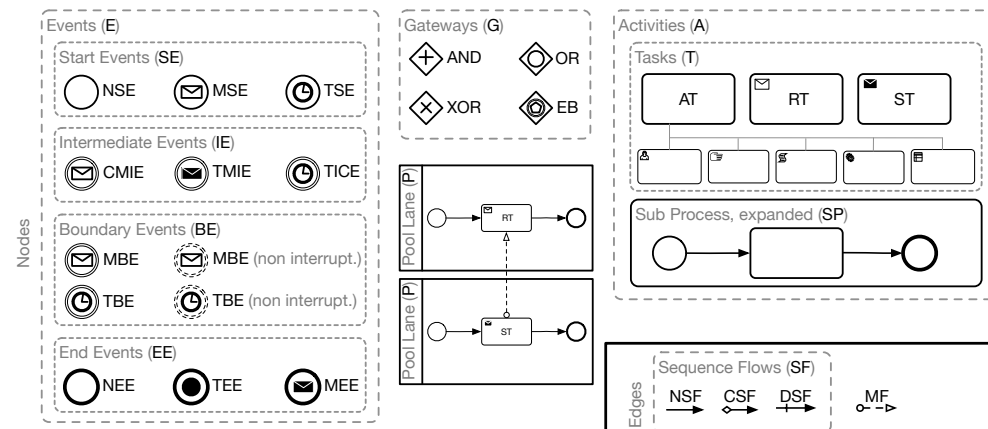 Nodes
Events (E)
Start Events (SE)
NSE MSE TSE
Intermediate Events (IE)
CMIE TMIE TICE
Boundary Events (BE)
MBE MBE (non interrupt.)
TBE TBE (non interrupt.)
End Events (EE)
NEE TEE MEE
Gateways (G)
AND OR
XOR EB
Pool Lane (P)
RT
Pool Lane (P)
ST
Activities (A)
Tasks (T)
AT RT ST
Sub Process, expanded (SP)
Edges
Sequence Flows (SF)
NSF CSF DSF MF